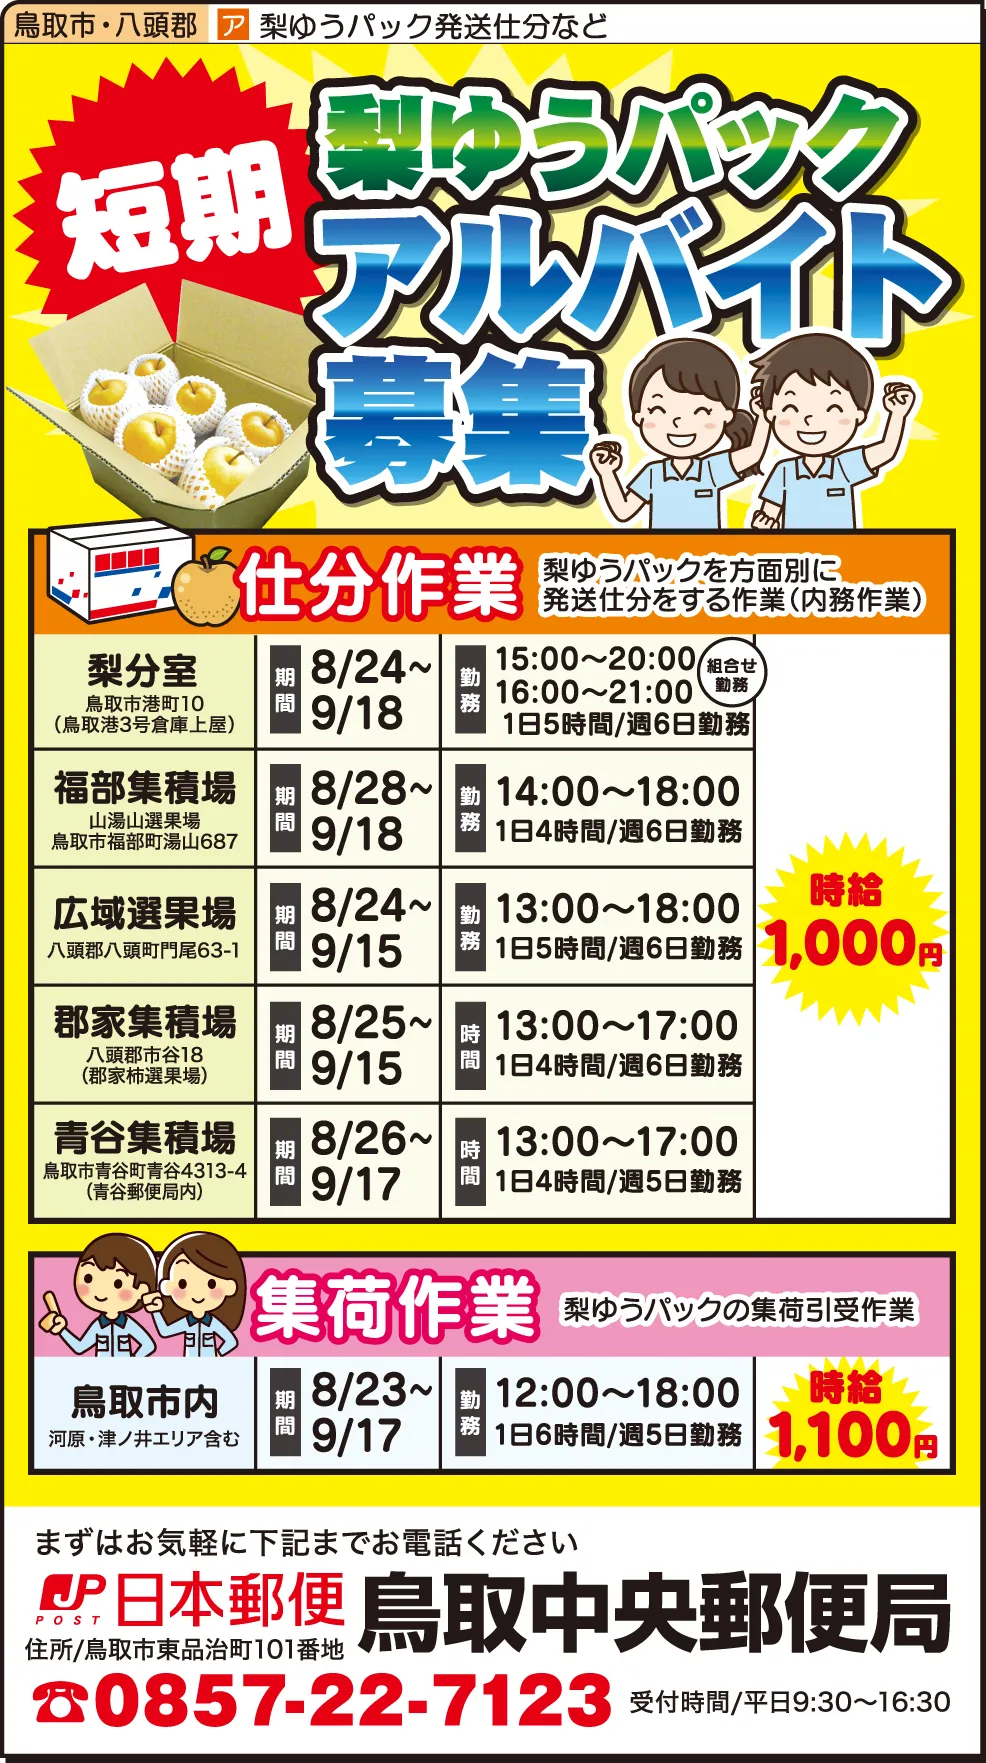 鳥取市・八頭郡 ア 梨ゆうパック発送仕分など
短期
梨ゆうパック
アルバイト
募集
仕分作業
梨ゆうパックを方面別に
発送仕分をする作業(内務作業)
梨分室
鳥取市港町10
(鳥取港3号倉庫上屋)
期間
8/24~
9/18
勤務
15:00〜20:00
16:00〜21:00
組合せ
勤務
1日5時間/週6日勤務
福部集積場
山湯山選果場
鳥取市福部町湯山687
期間
8/28~
9/18
勤務
14:00〜18:00
1日4時間/週6日勤務
広域選果場
八頭郡八頭町門尾63-1
期間
8/24~
9/15
勤務
13:00〜18:00
1日5時間/週6日勤務
郡家集積場
八頭郡市谷18
(郡家柿選果場)
期間
8/25~
9/15
時間
13:00〜17:00
1日4時間/週6日勤務
青谷集積場
鳥取市青谷町青谷4313-4
(青谷郵便局内)
期間
8/26~
9/17
時間
13:00〜17:00
1日4時間/週5日勤務
時給
1,000円
集荷作業
梨ゆうパックの集荷引受作業
鳥取市内
河原・津ノ井エリア含む
期間
8/23~
9/17
勤務
12:00〜18:00
1日6時間/週5日勤務
時給
1,100円
まずはお気軽に下記までお電話ください
JP POST 日本郵便 鳥取中央郵便局
住所/鳥取市東品治町101番地
☎0857-22-7123 受付時間/平日9:30〜16:30